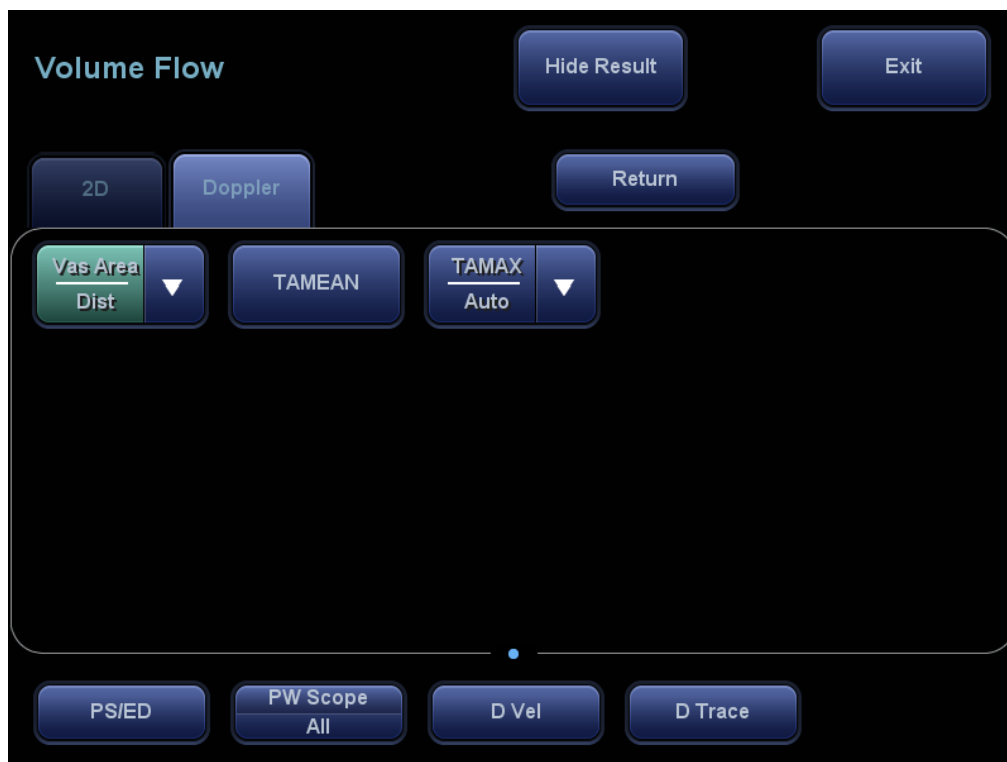 Volume Flow
Hide Result
Exit
2D
Doppler
Return
Vas Area
Dist
TAMEAN
TAMAX
Auto
PS/ED
PW Scope
All
D Vel
D Trace